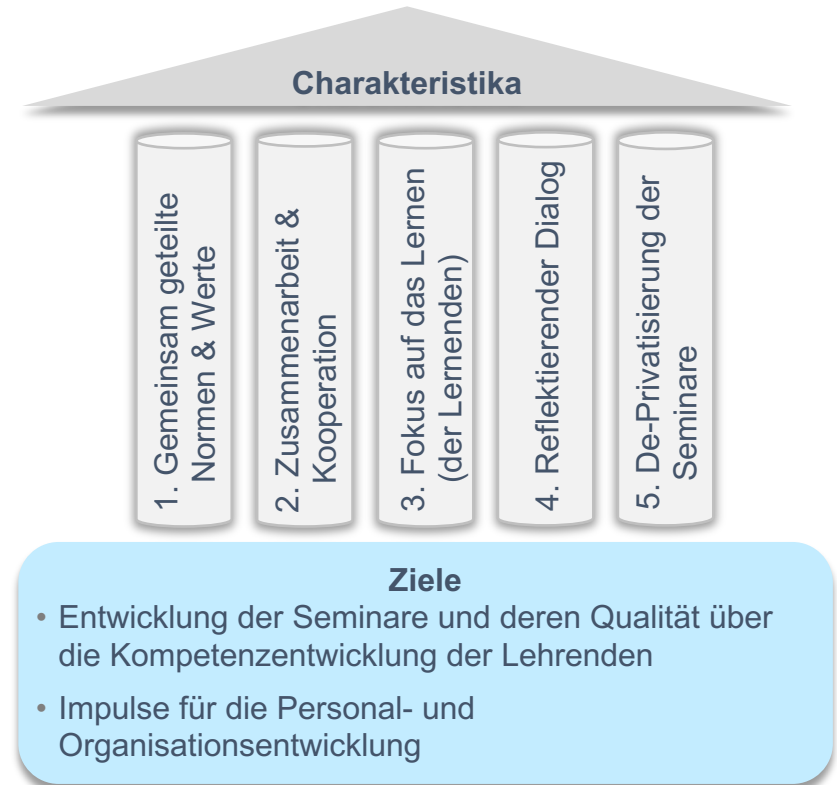 Charakteristika
1. Gemeinsam geteilte
Normen & Werte
2. Zusammenarbeit &
Kooperation
3. Fokus auf das Lernen
(der Lernenden)
4. Reflektierender Dialog
5. De-Privatisierung der
Seminare
Ziele
• Entwicklung der Seminare und deren Qualität über
die Kompetenzentwicklung der Lehrenden
• Impulse für die Personal- und
Organisationsentwicklung